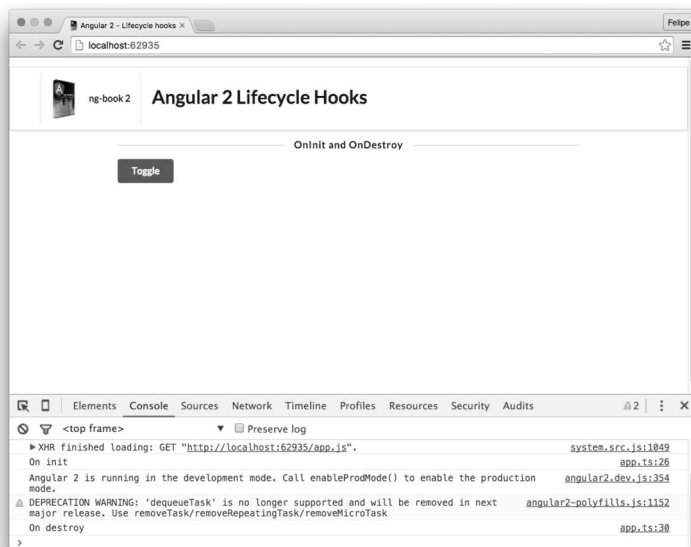 Angular 2 - Lifecycle hooks
Felipe
localhost:62935
A
ng-book 2
Angular 2 Lifecycle Hooks
OnInit and OnDestroy
Toggle
Elements Console Sources Network Timeline Profiles Resources Security Audits 2
<top frame> Preserve log
XHR finished loading: GET "http://localhost:62935/app.js". system.src.js:1049
On init app.ts:26
Angular 2 is running in the development mode. Call enableProdMode() to enable the production angular2.dev.js:354
mode.
DEPRECATION WARNING: 'dequeueTask' is no longer supported and will be removed in next angular2-polyfills.js:1152
major release. Use removeTask/removeRepeatingTask/removeMicroTask
On destroy app.ts:30
>